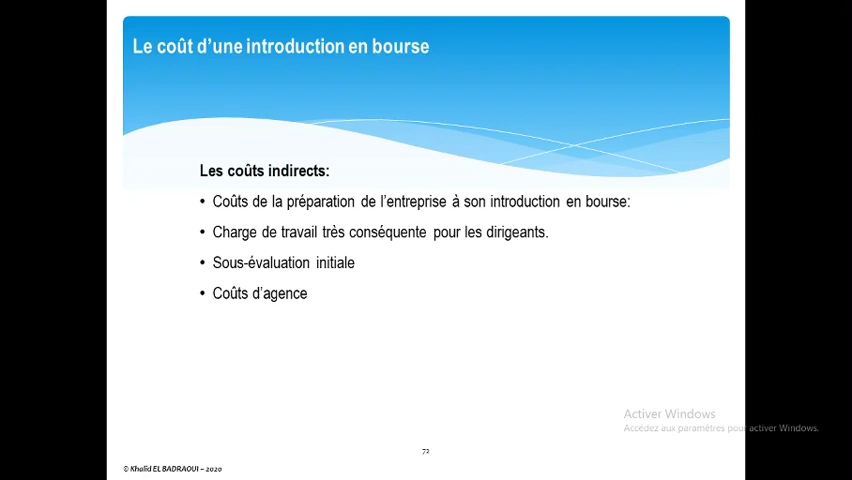 Le coût d’une introduction en bourse
Les coûts indirects:
• Coûts de la préparation de l’entreprise à son introduction en bourse:
• Charge de travail très conséquente pour les dirigeants.
• Sous-évaluation initiale
• Coûts d’agence
Activer Windows
Accédez aux paramètres pour activer Windows.
72
© Khalid EL BADRAOUI – 2020